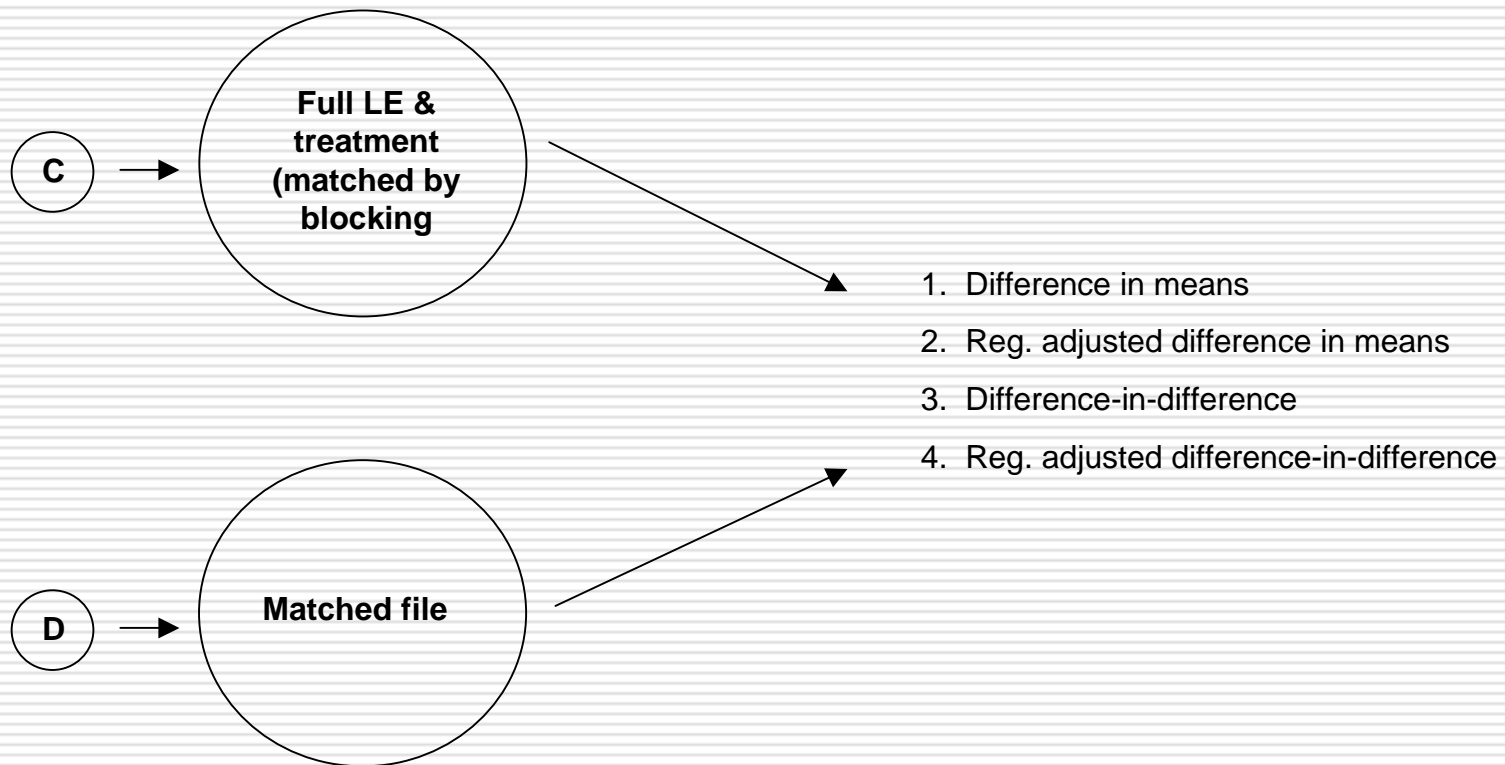 C
Full LE &
treatment
(matched by
blocking
1. Difference in means
2. Reg. adjusted difference in means
3. Difference-in-difference
4. Reg. adjusted difference-in-difference
D
Matched file